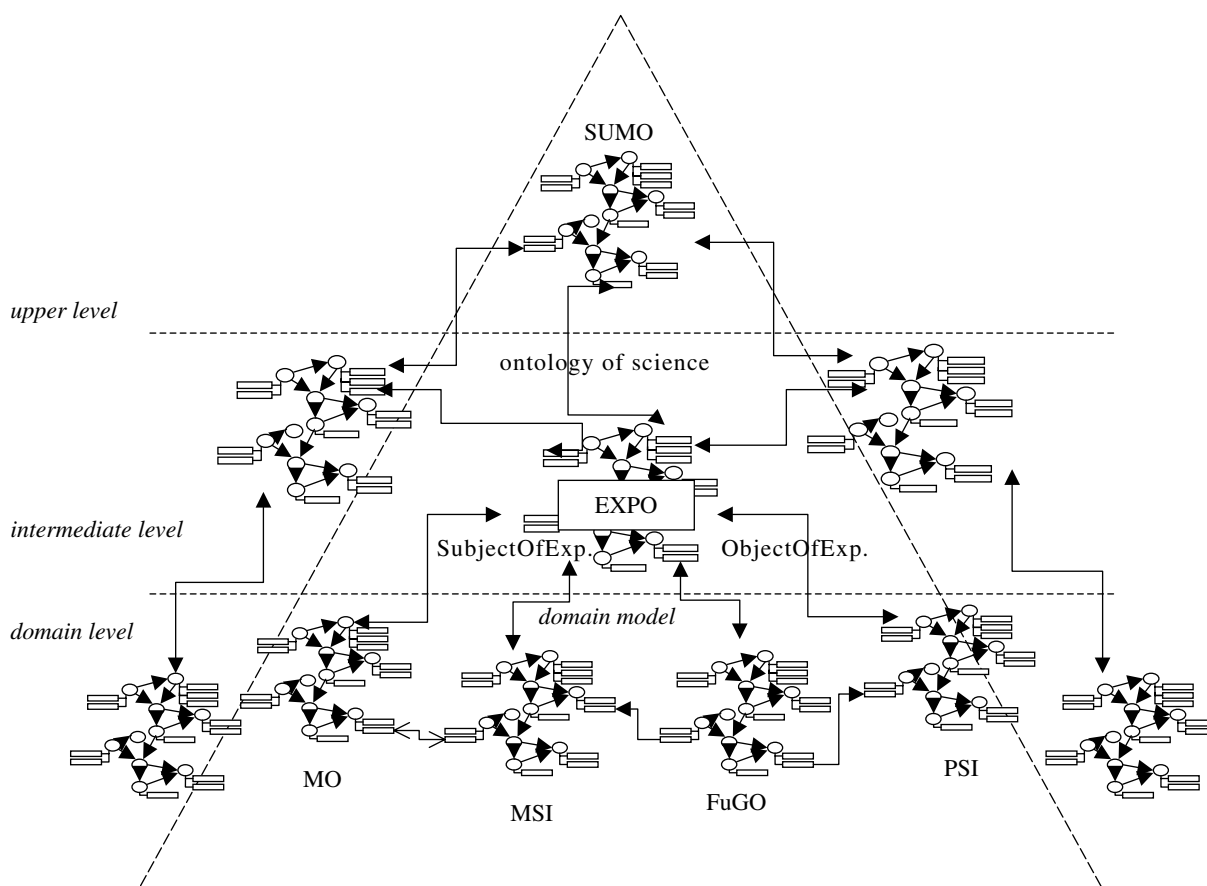 SUMO
upper level
ontology of science
EXPO
intermediate level
SubjectOfExp.
ObjectOfExp.
domain model
domain level
MO
MSI
FuGO
PSI